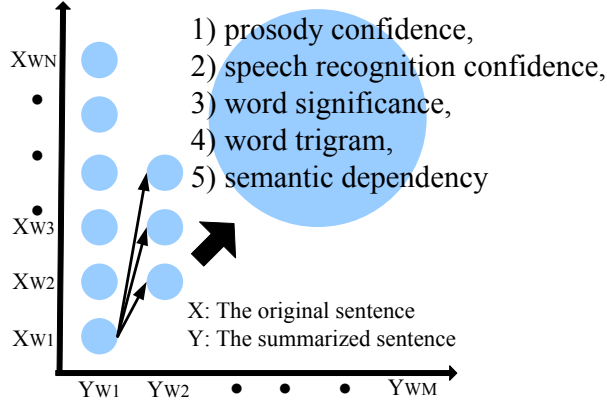 1) prosody confidence,
2) speech recognition confidence,
3) word significance,
4) word trigram,
5) semantic dependency
XWN
XW3
XW2
XW1
X: The original sentence
Y: The summarized sentence
YW1 YW2 YWM